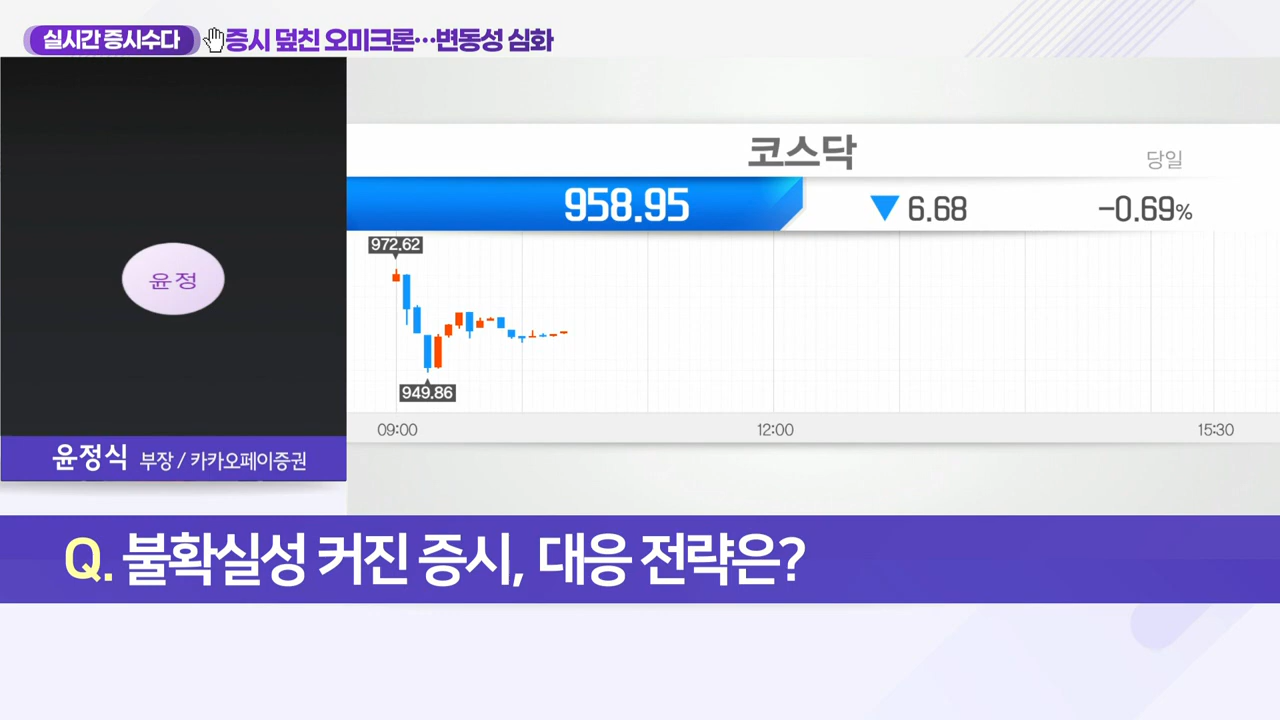 실시간 증시수다 증시 덮친 오미크론…변동성 심화
코스닥
당일
958.95 ▼ 6.68 -0.69%
972.62
윤정
949.86
09:00 12:00 15:30
윤정식 부장 / 카카오페이증권
Q. 불확실성 커진 증시, 대응 전략은?